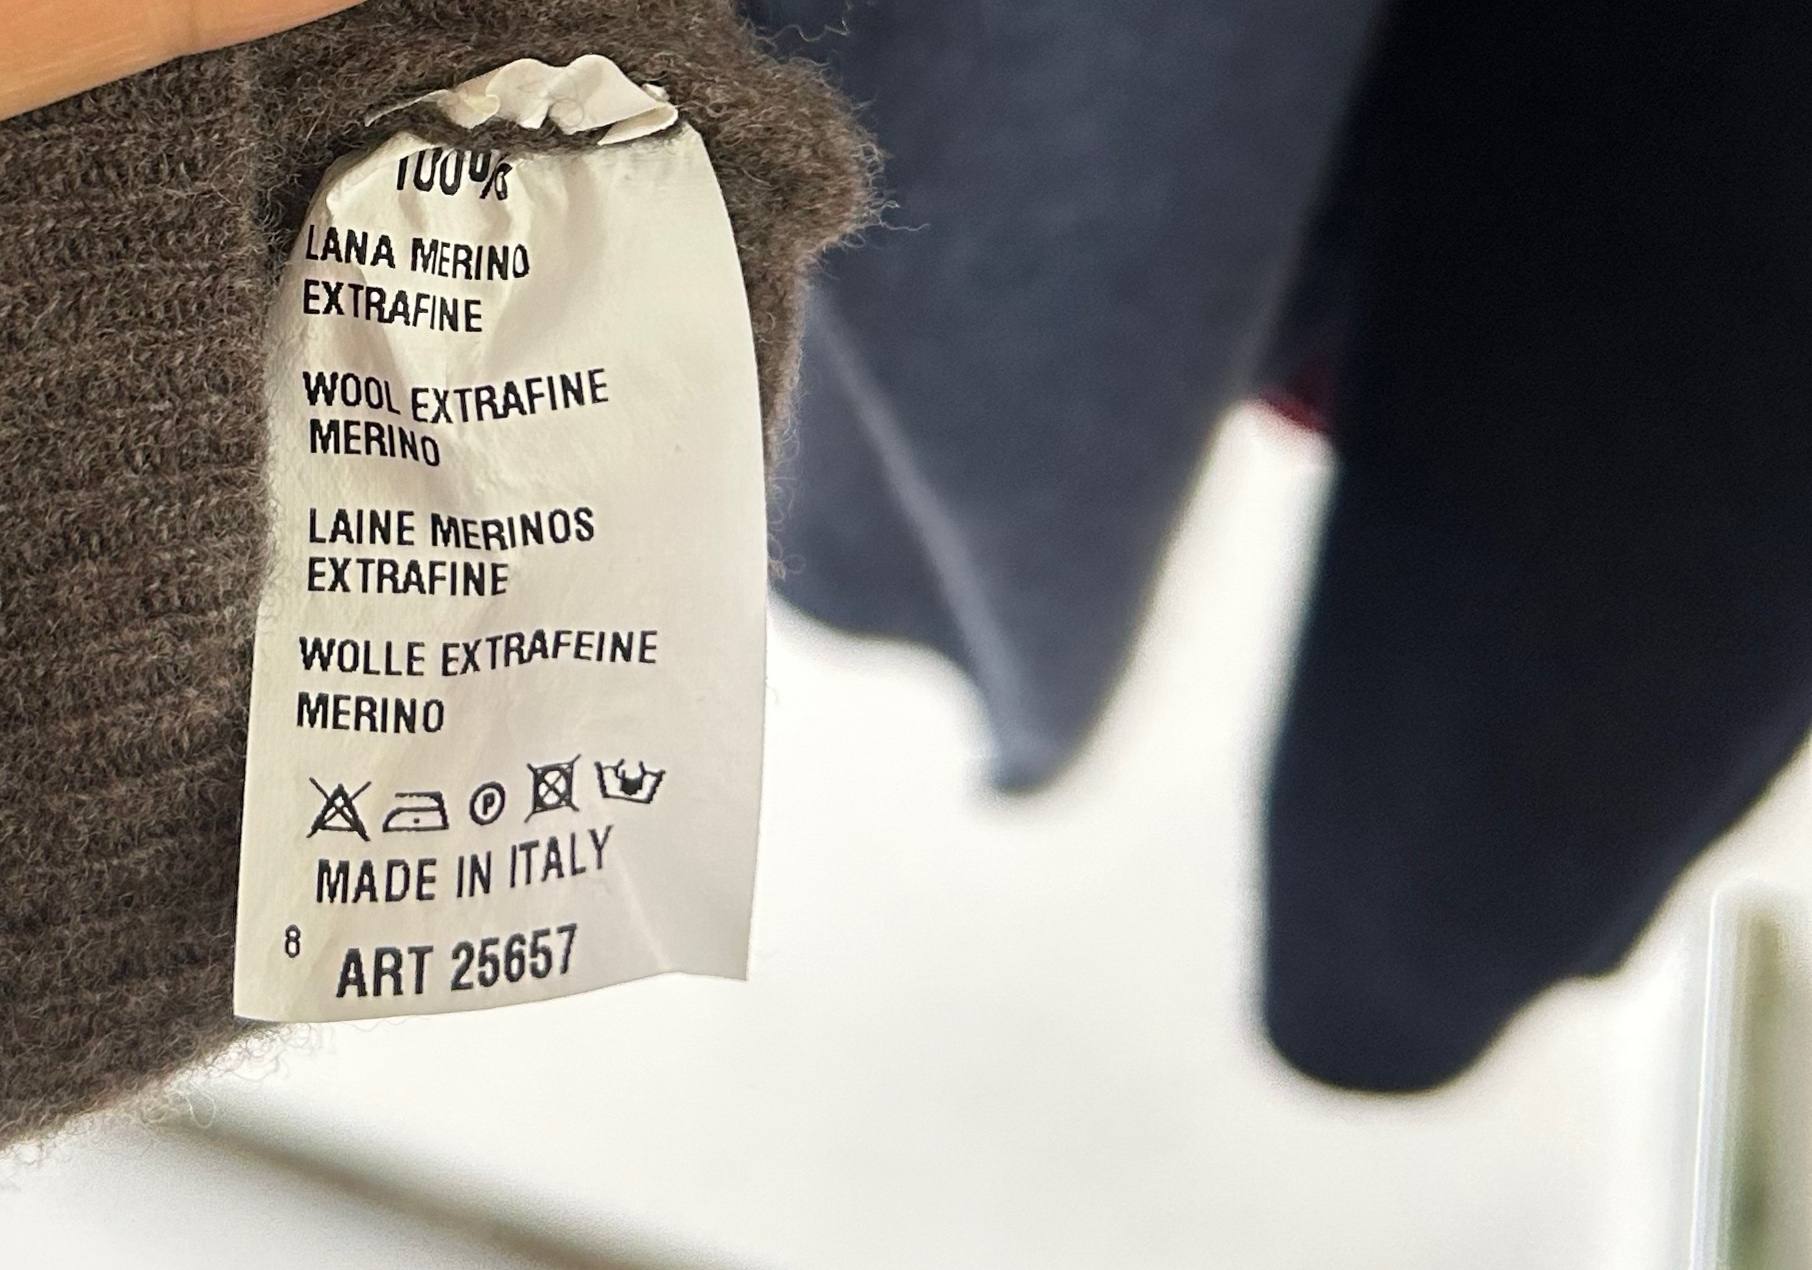 100%
LANA MERINO
EXTRAFINE
WOOL EXTRAFINE
MERINO
LAINE MERINOS
EXTRAFINE
WOLLE EXTRAFEINE
MERINO
P
MADE IN ITALY
8 ART 25657